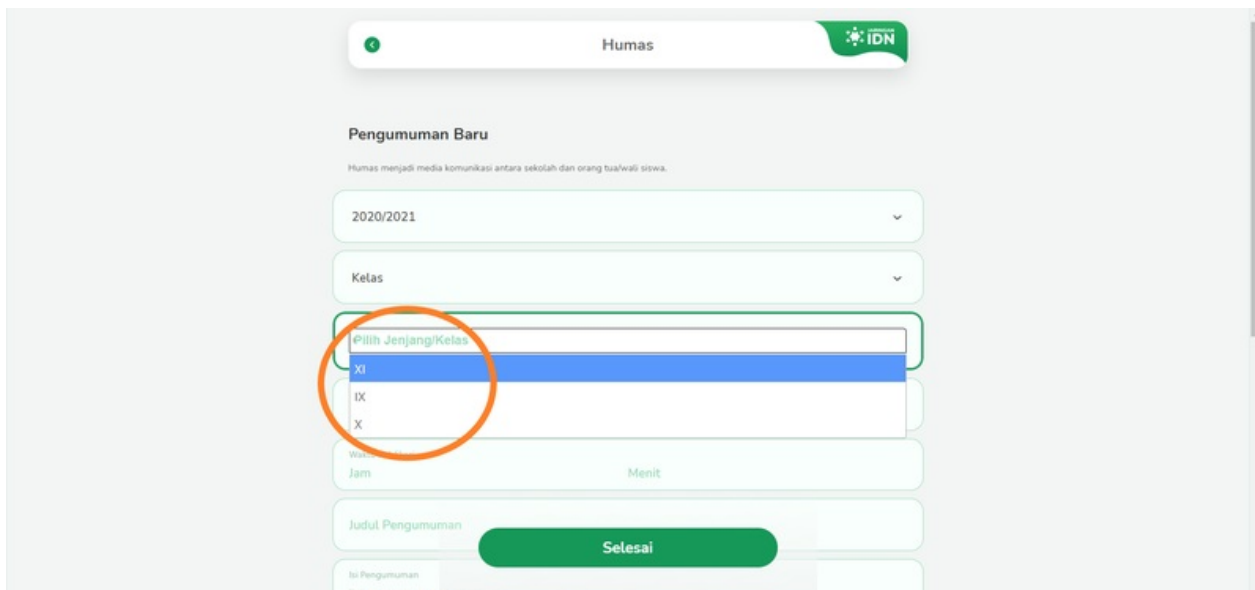 Humas
JARINGAN
IDN
Pengumuman Baru
Humas menjadi media komunikasi antara sekolah dan orang tua/wali siswa.
2020/2021
Kelas
Pilih Jenjang/Kelas
XI
IX
X
Jam Menit
Judul Pengumuman
Selesai
Isi Pengumuman